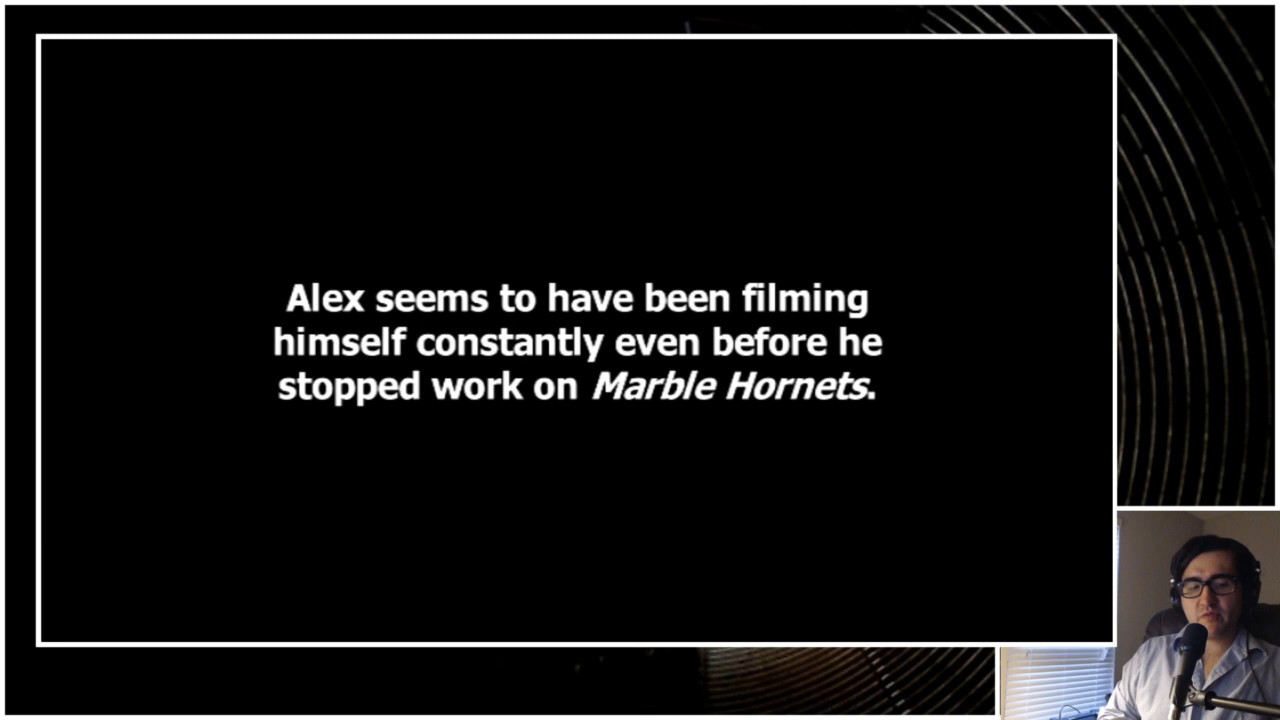 Alex seems to have been filming
himself constantly even before he
stopped work on Marble Hornets.